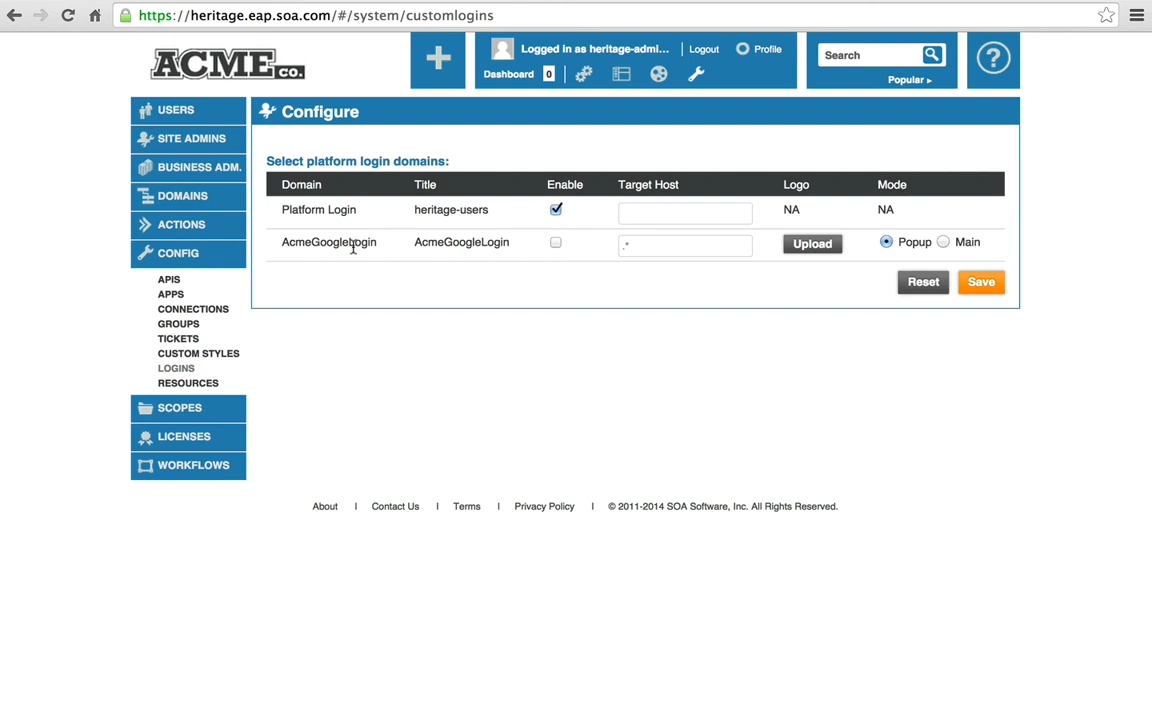 https://heritage.eap.soa.com/#/system/customlogins
ACME CO.
Logged in as heritage-admi... Logout Profile
Dashboard 0
Search
Popular ▸
?
USERS
SITE ADMINS
BUSINESS ADM.
DOMAINS
ACTIONS
CONFIG
APIS
APPS
CONNECTIONS
GROUPS
TICKETS
CUSTOM STYLES
LOGINS
RESOURCES
SCOPES
LICENSES
WORKFLOWS
Configure
Select platform login domains:
Domain Title Enable Target Host Logo Mode
Platform Login heritage-users NA NA
AcmeGoogleLogin AcmeGoogleLogin .* Upload Popup Main
Reset Save
About | Contact Us | Terms | Privacy Policy | © 2011-2014 SOA Software, Inc. All Rights Reserved.